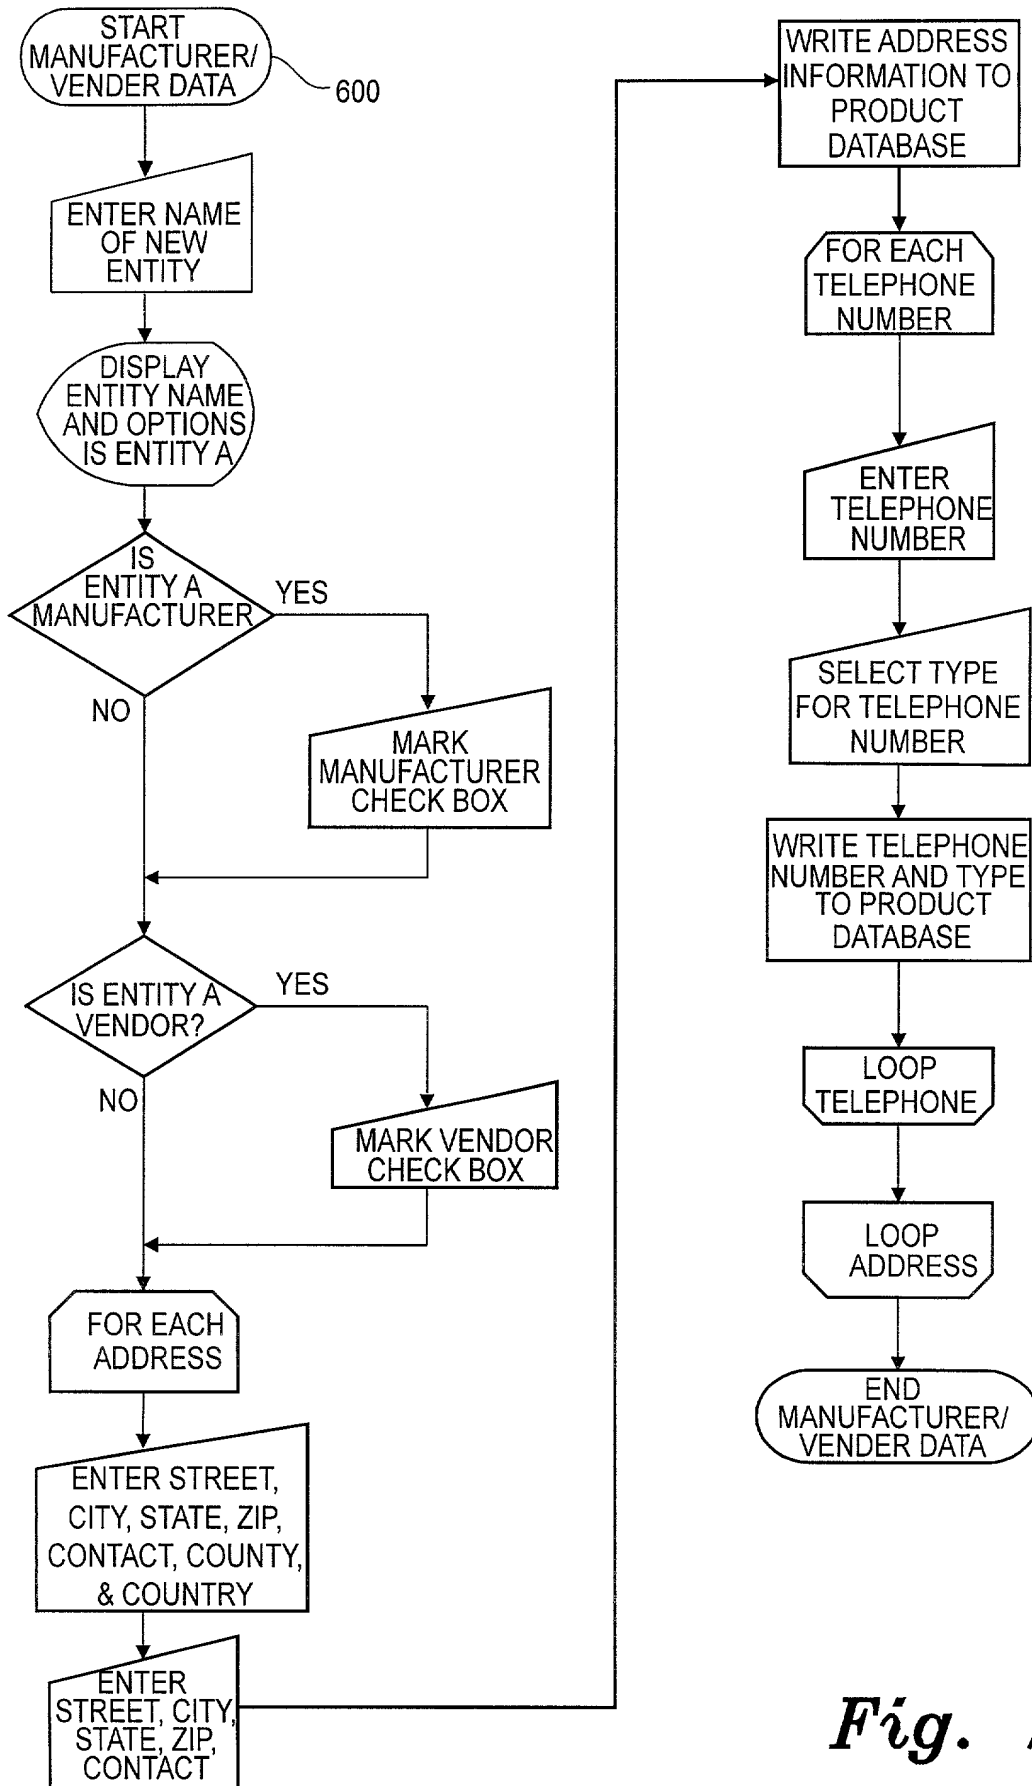 START
MANUFACTURER/
VENDER DATA
600
ENTER NAME
OF NEW
ENTITY
DISPLAY
ENTITY NAME
AND OPTIONS
IS ENTITY A
IS
ENTITY A
MANUFACTURER
YES
NO
MARK
MANUFACTURER
CHECK BOX
IS ENTITY A
VENDOR?
YES
NO
MARK VENDOR
CHECK BOX
FOR EACH
ADDRESS
ENTER STREET,
CITY, STATE, ZIP,
CONTACT, COUNTY,
& COUNTRY
ENTER
STREET, CITY,
STATE, ZIP,
CONTACT
WRITE ADDRESS
INFORMATION TO
PRODUCT
DATABASE
FOR EACH
TELEPHONE
NUMBER
ENTER
TELEPHONE
NUMBER
SELECT TYPE
FOR TELEPHONE
NUMBER
WRITE TELEPHONE
NUMBER AND TYPE
TO PRODUCT
DATABASE
LOOP
TELEPHONE
LOOP
ADDRESS
END
MANUFACTURER/
VENDER DATA
Fig.